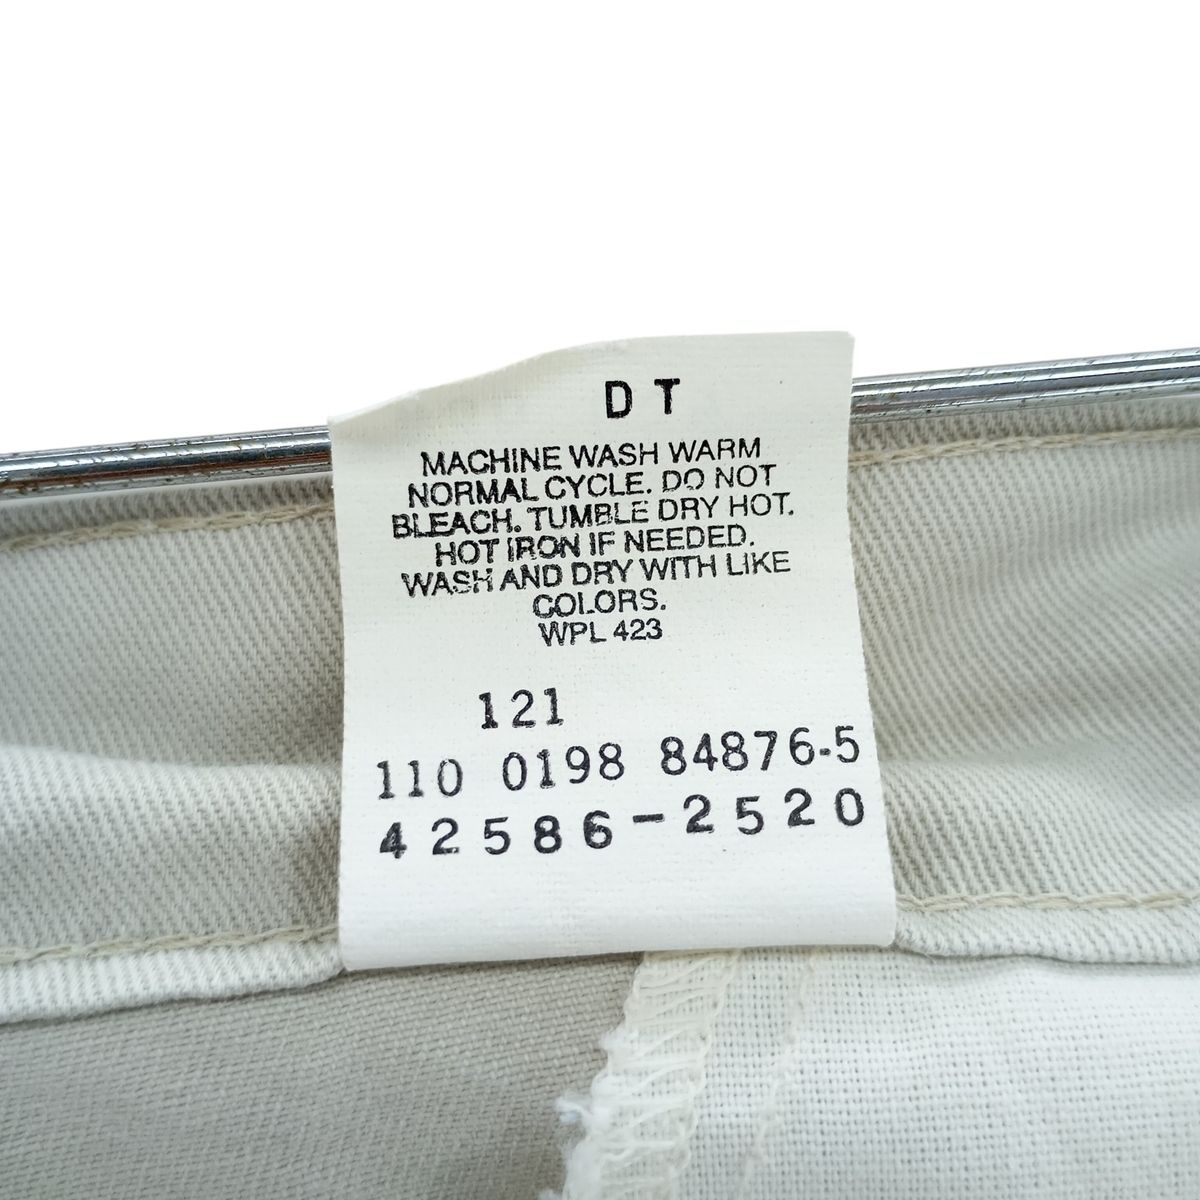 DT
MACHINE WASH WARM
NORMAL CYCLE. DO NOT
BLEACH. TUMBLE DRY HOT.
HOT IRON IF NEEDED.
WASH AND DRY WITH LIKE
COLORS.
WPL 423
121
110 0198 84876-5
42586-2520